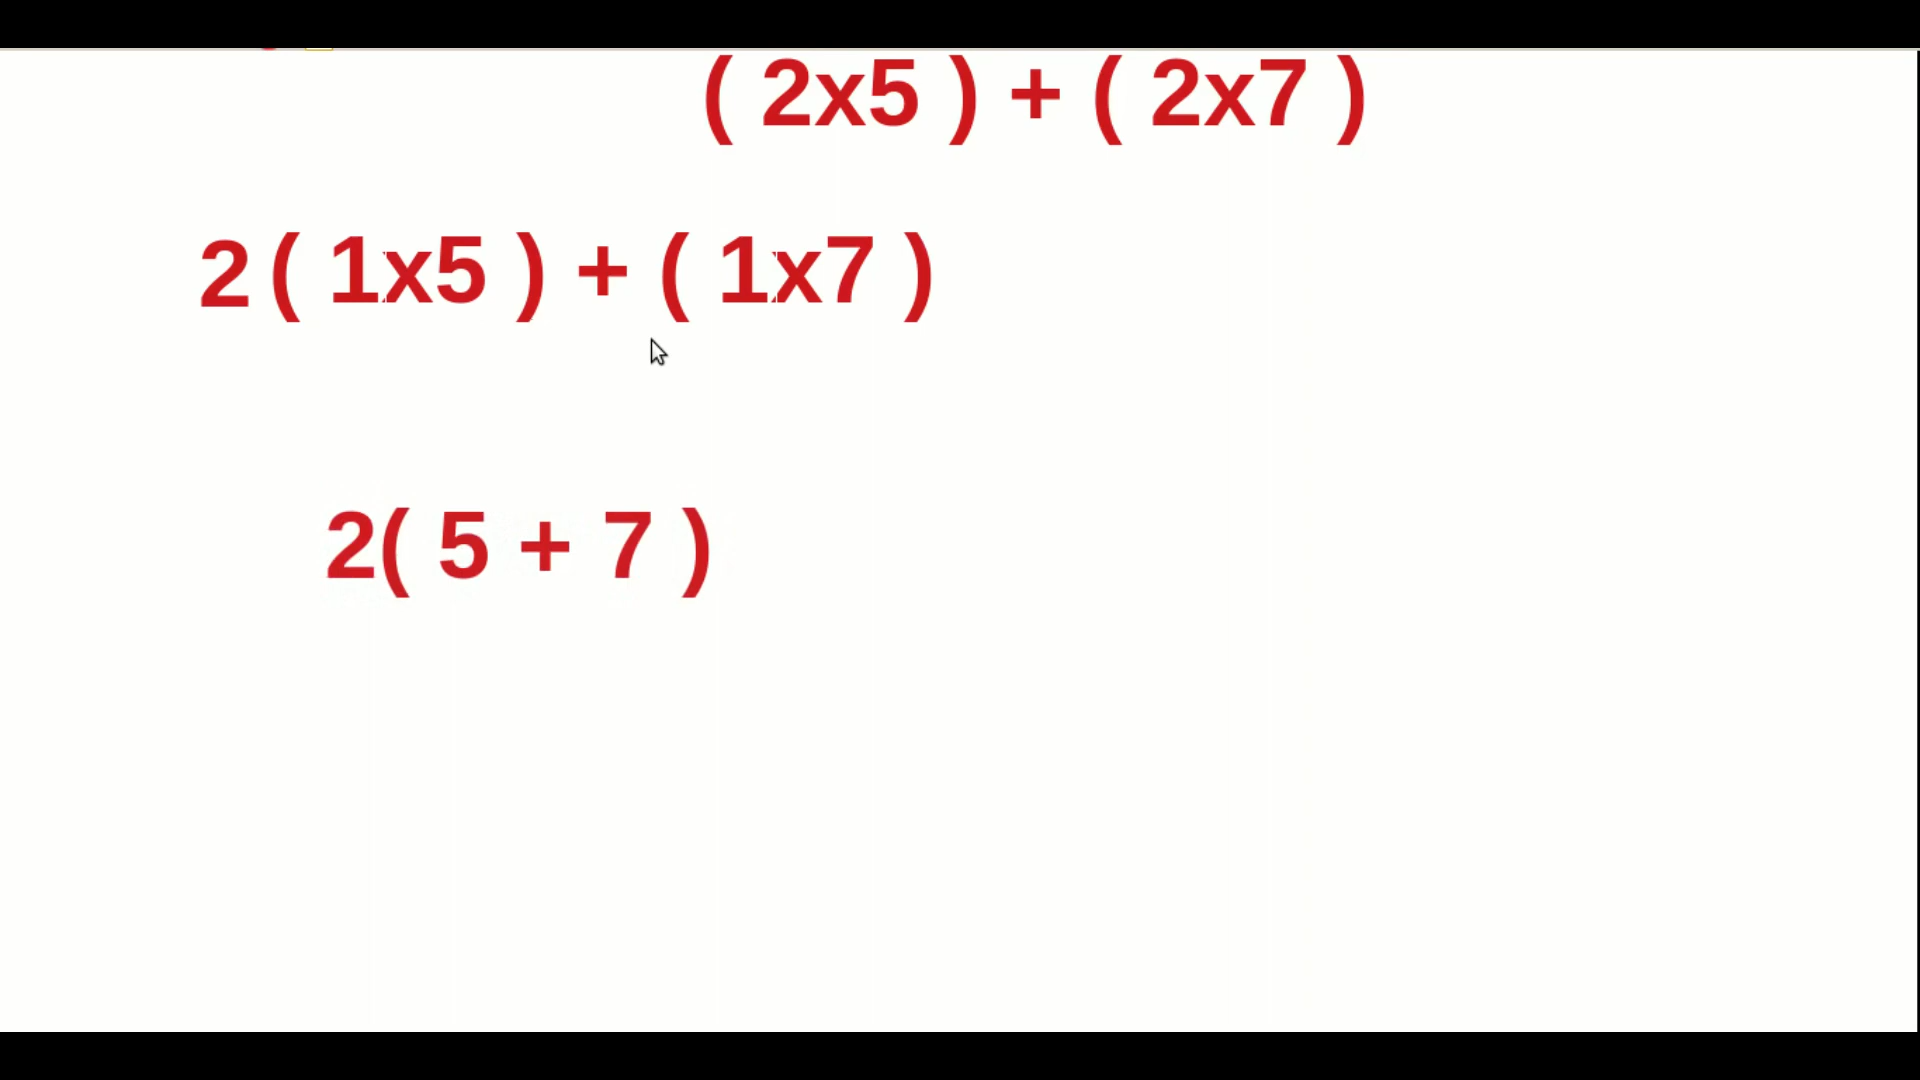 ( 2x5 ) + ( 2x7 )
2 ( 1x5 ) + ( 1x7 )
2( 5 + 7 )